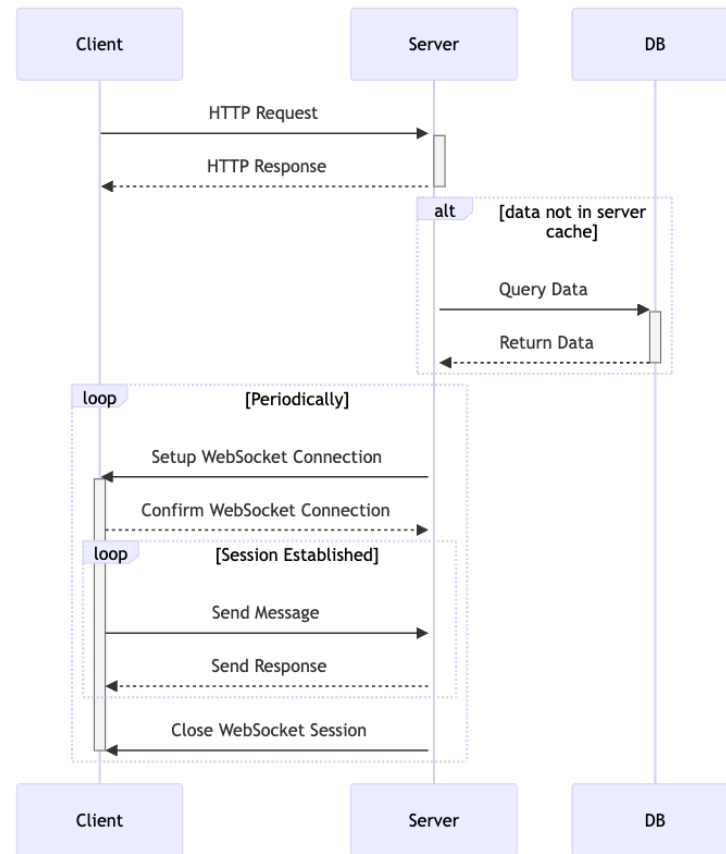 Client
Server
DB
HTTP Request
HTTP Response
alt
[data not in server
cache]
Query Data
Return Data
loop
[Periodically]
Setup WebSocket Connection
Confirm WebSocket Connection
loop
[Session Established]
Send Message
Send Response
Close WebSocket Session
Client
Server
DB